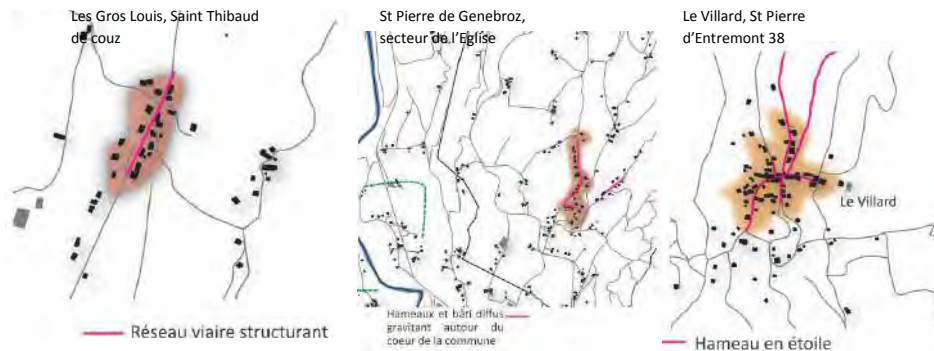 Les Gros Louis, Saint Thibaud
de couz
St Pierre de Genebroz,
secteur de l'Eglise
Le Villard, St Pierre
d'Entremont 38
Le Villard
Réseau viaire structurant
Hameaux et bâti diffus
gravitant autour du
coeur de la commune
Hameau en étoile